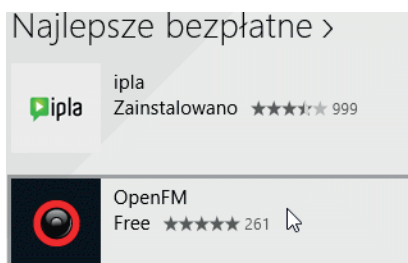 Najlepsze bezpłatne >
ipla
ipla
Zainstalowano 999
OpenFM
Free 261